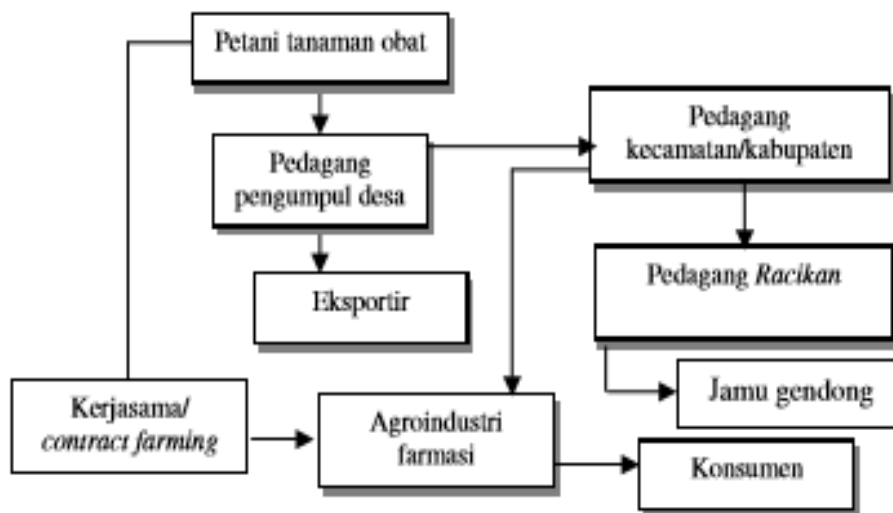 Petani tanaman obat
Pedagang
pengumpul desa
Pedagang
kecamatan/kabupaten
Eksportir
Pedagang Racikan
Jamu gendong
Kerjasama/
contract farming
Agroindustri
farmasi
Konsumen